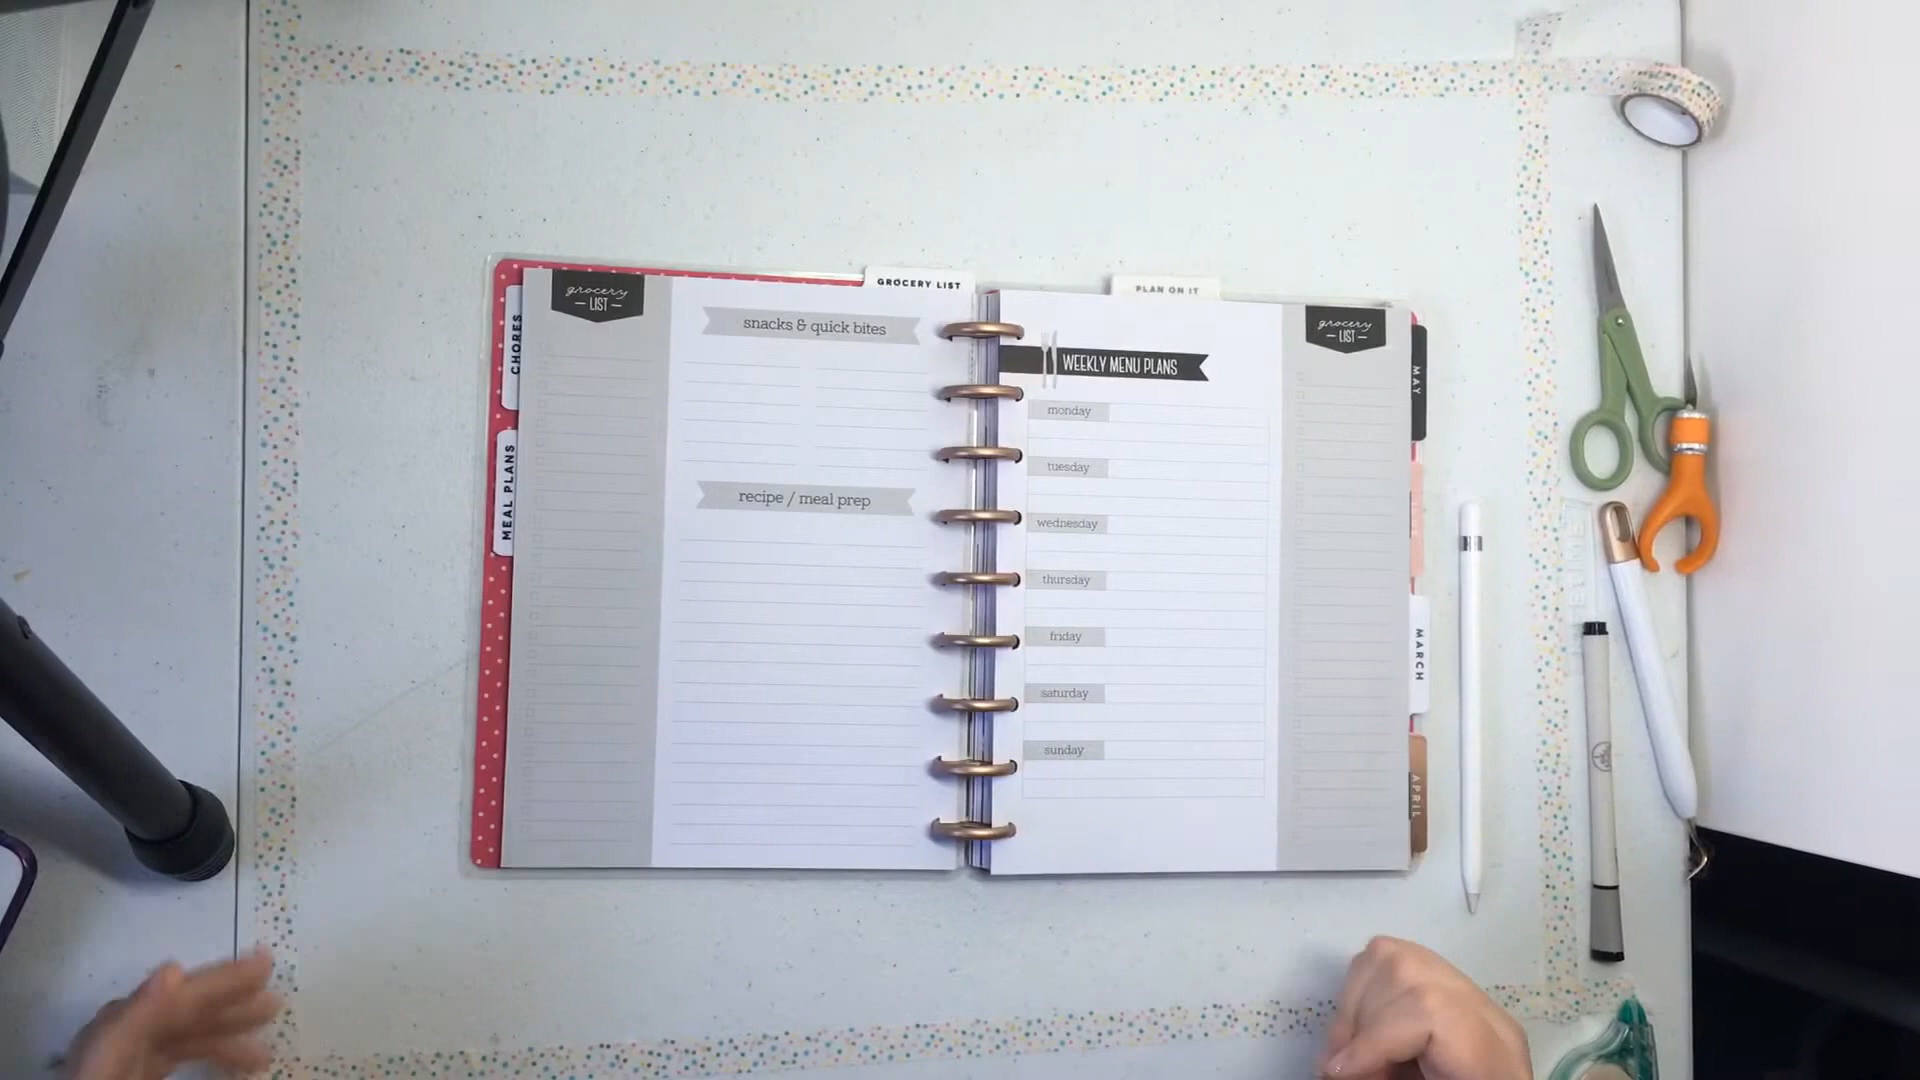 GROCERY LIST
PLAN ON IT
grocery
LIST
snacks & quick bites
recipe / meal prep
CHORES
MEAL PLANS
WEEKLY MENU PLANS
monday
tuesday
wednesday
thursday
friday
saturday
sunday
grocery
LIST
MAY
MARCH
APRIL